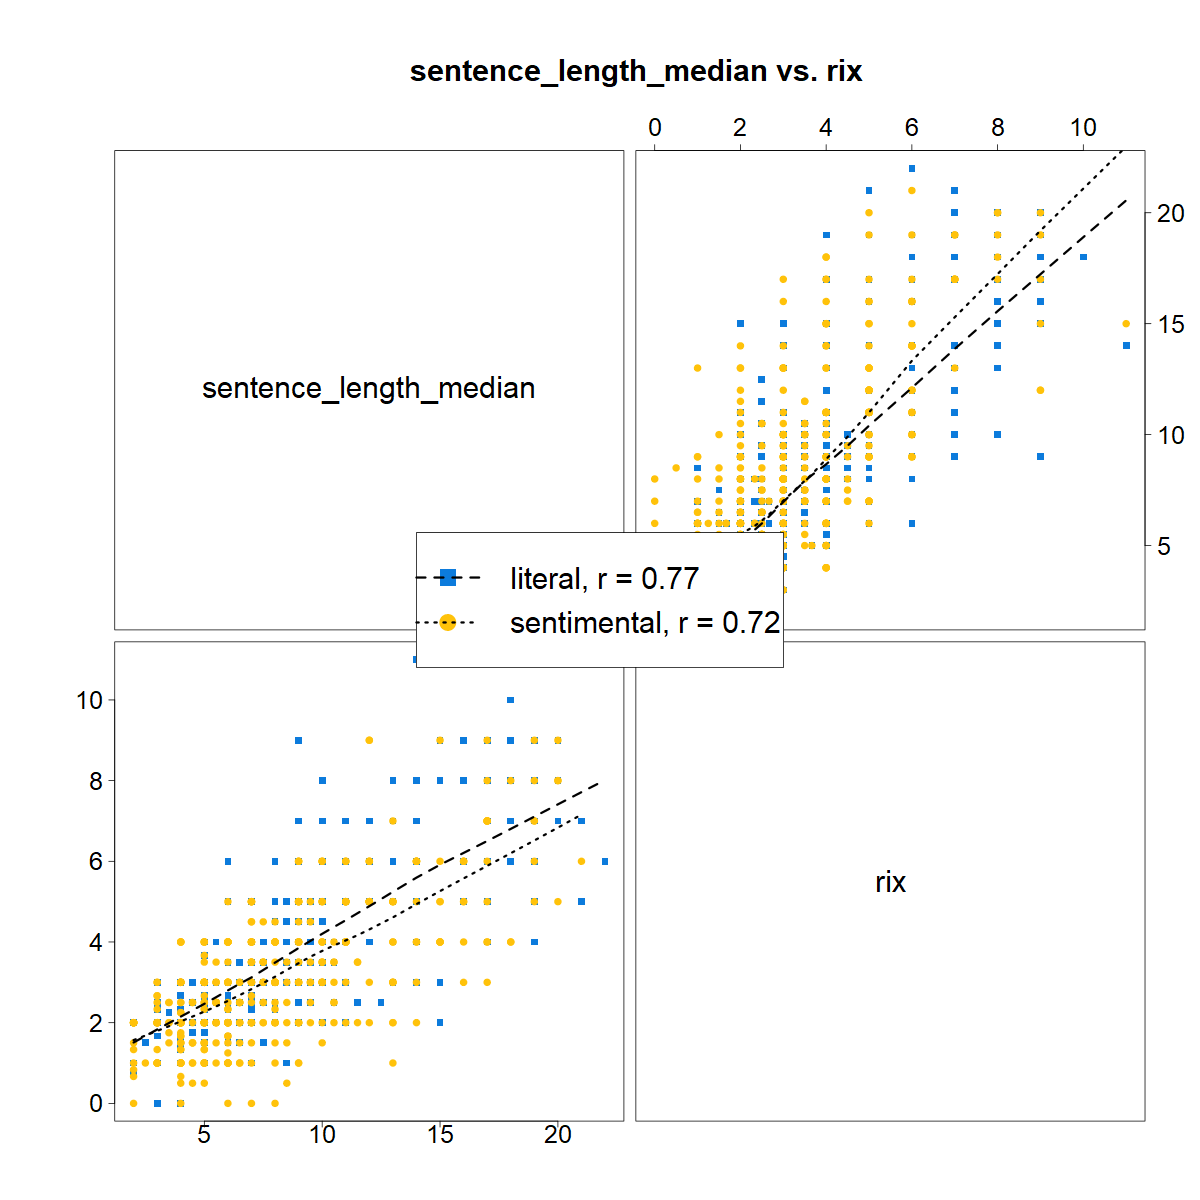 sentence_length_median vs. rix
0 2 4 6 8 10
20
15
10
5
sentence_length_median
literal, r = 0.77
sentimental, r = 0.72
10
8
6
4
2
0
rix
5 10 15 20